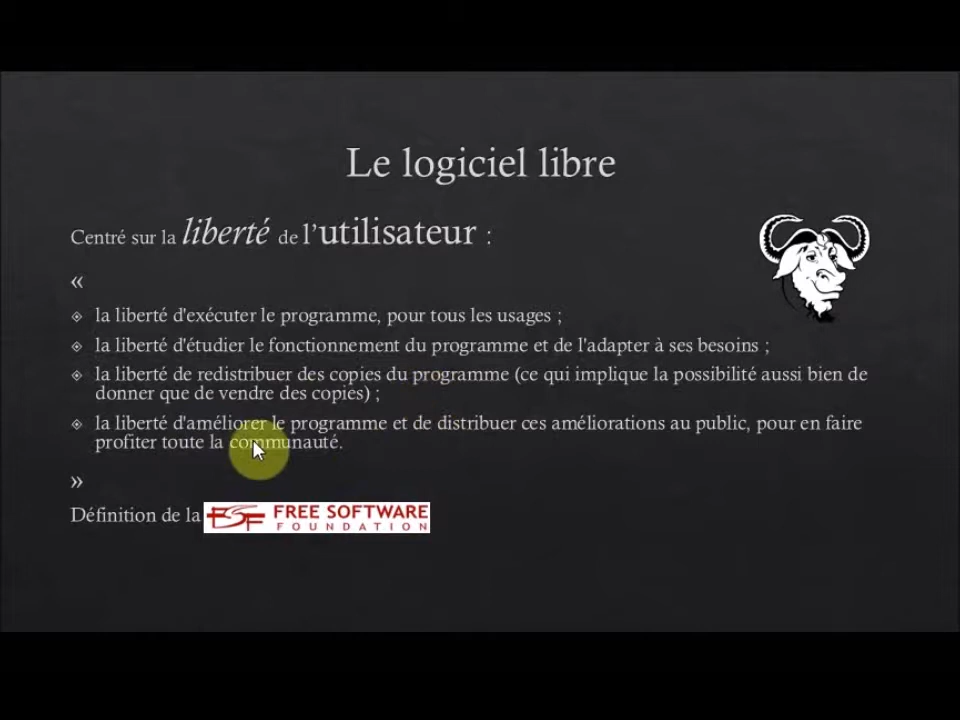 Le logiciel libre
Centré sur la liberté de l'utilisateur :
«
la liberté d'exécuter le programme, pour tous les usages ;
la liberté d'étudier le fonctionnement du programme et de l'adapter à ses besoins ;
la liberté de redistribuer des copies du programme (ce qui implique la possibilité aussi bien de
donner que de vendre des copies) ;
la liberté d'améliorer le programme et de distribuer ces améliorations au public, pour en faire
profiter toute la communauté.
»
Définition de la FSF FREE SOFTWARE
FOUNDATION